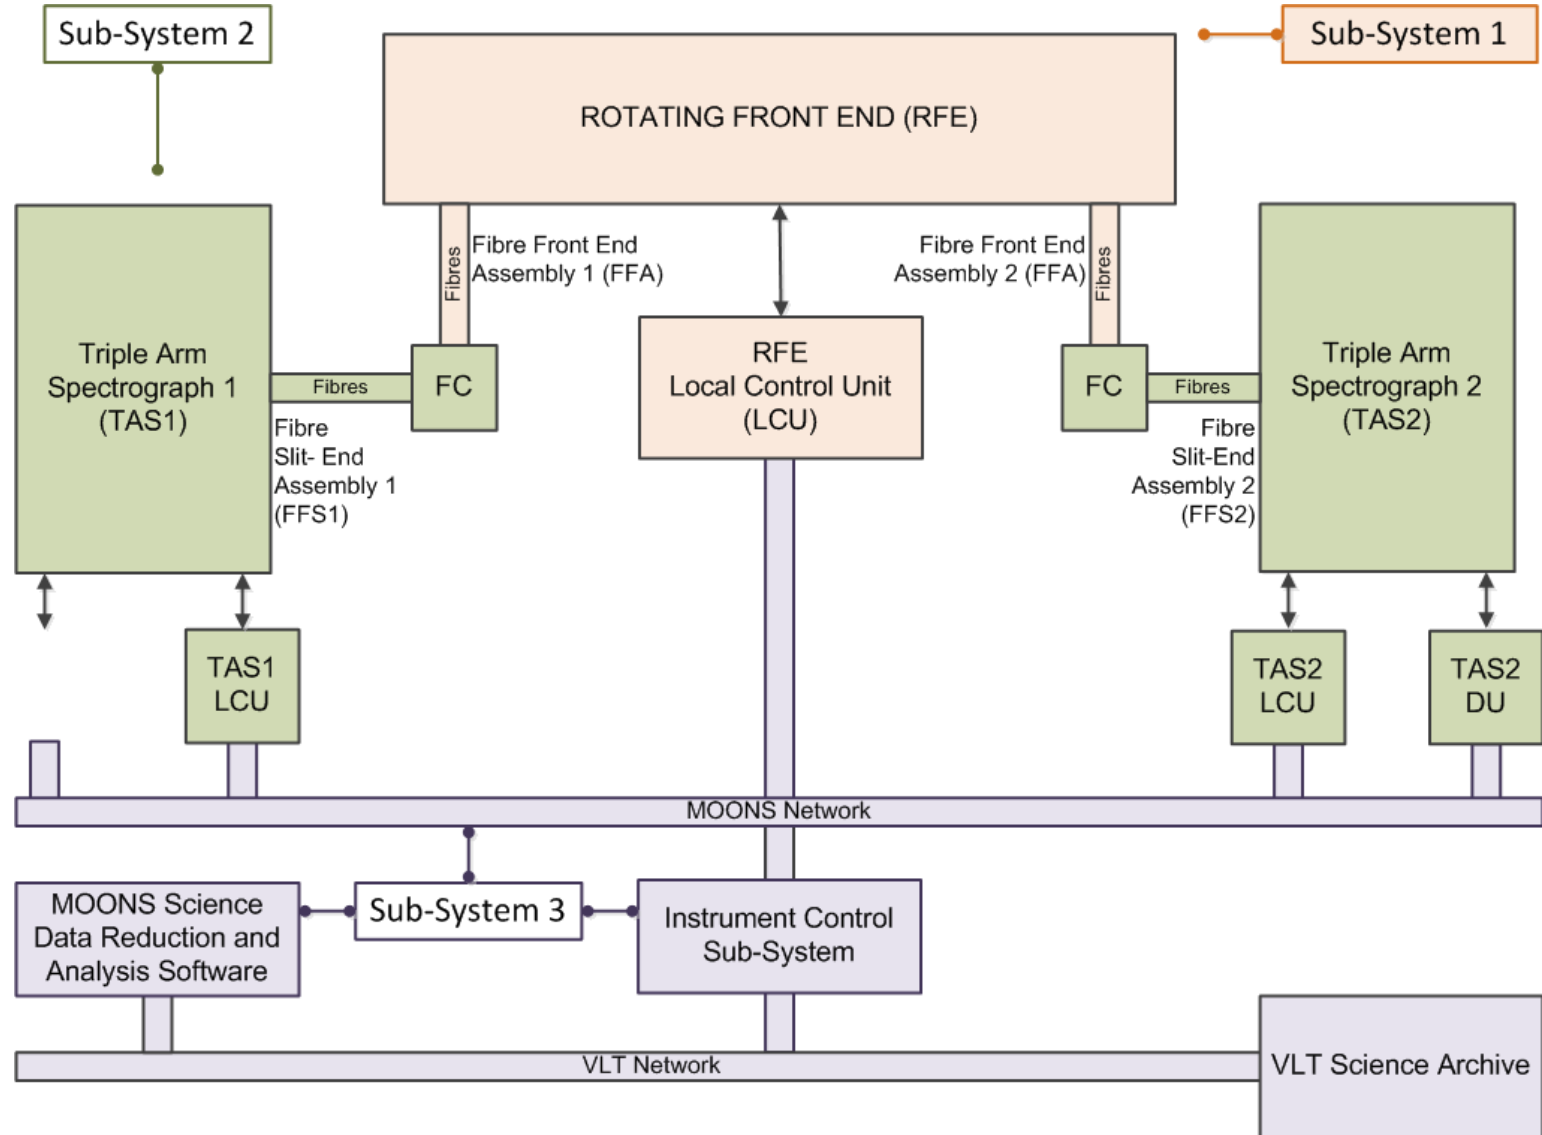 Sub-System 2
Sub-System 1
ROTATING FRONT END (RFE)
Fibres
Fibre Front End
Assembly 1 (FFA)
Fibre Front End
Assembly 2 (FFA)
Fibres
Triple Arm
Spectrograph 1
(TAS1)
Fibres
FC
RFE
Local Control Unit
(LCU)
FC
Fibres
Triple Arm
Spectrograph 2
(TAS2)
Fibre
Slit- End
Assembly 1
(FFS1)
Fibre
Slit-End
Assembly 2
(FFS2)
TAS1
LCU
TAS2
LCU
TAS2
DU
MOONS Network
MOONS Science
Data Reduction and
Analysis Software
Sub-System 3
Instrument Control
Sub-System
VLT Network
VLT Science Archive